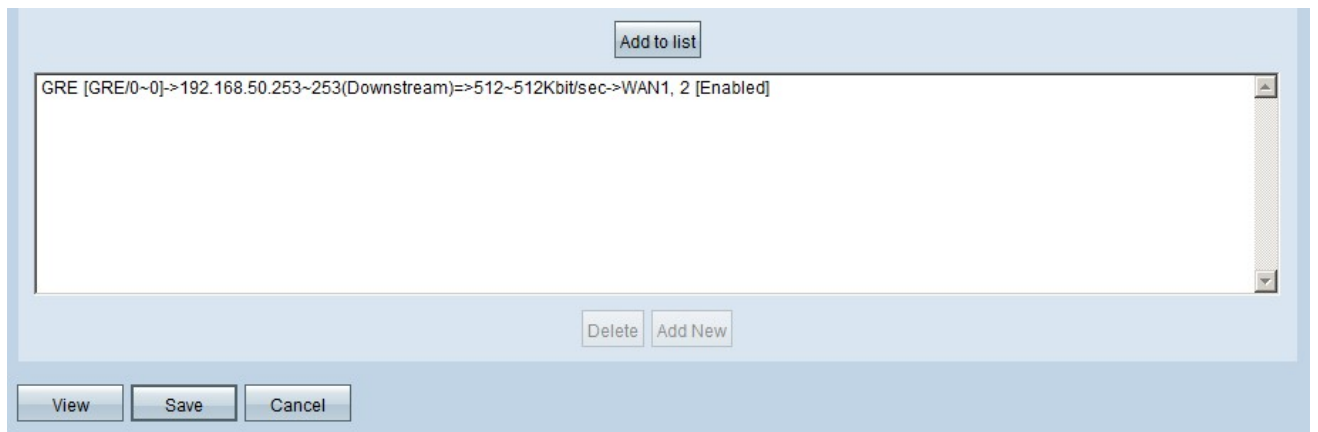 Add to list
GRE [GRE/0~0]->192.168.50.253~253(Downstream)=>512~512Kbit/sec->WAN1, 2 [Enabled]
Delete Add New
View Save Cancel